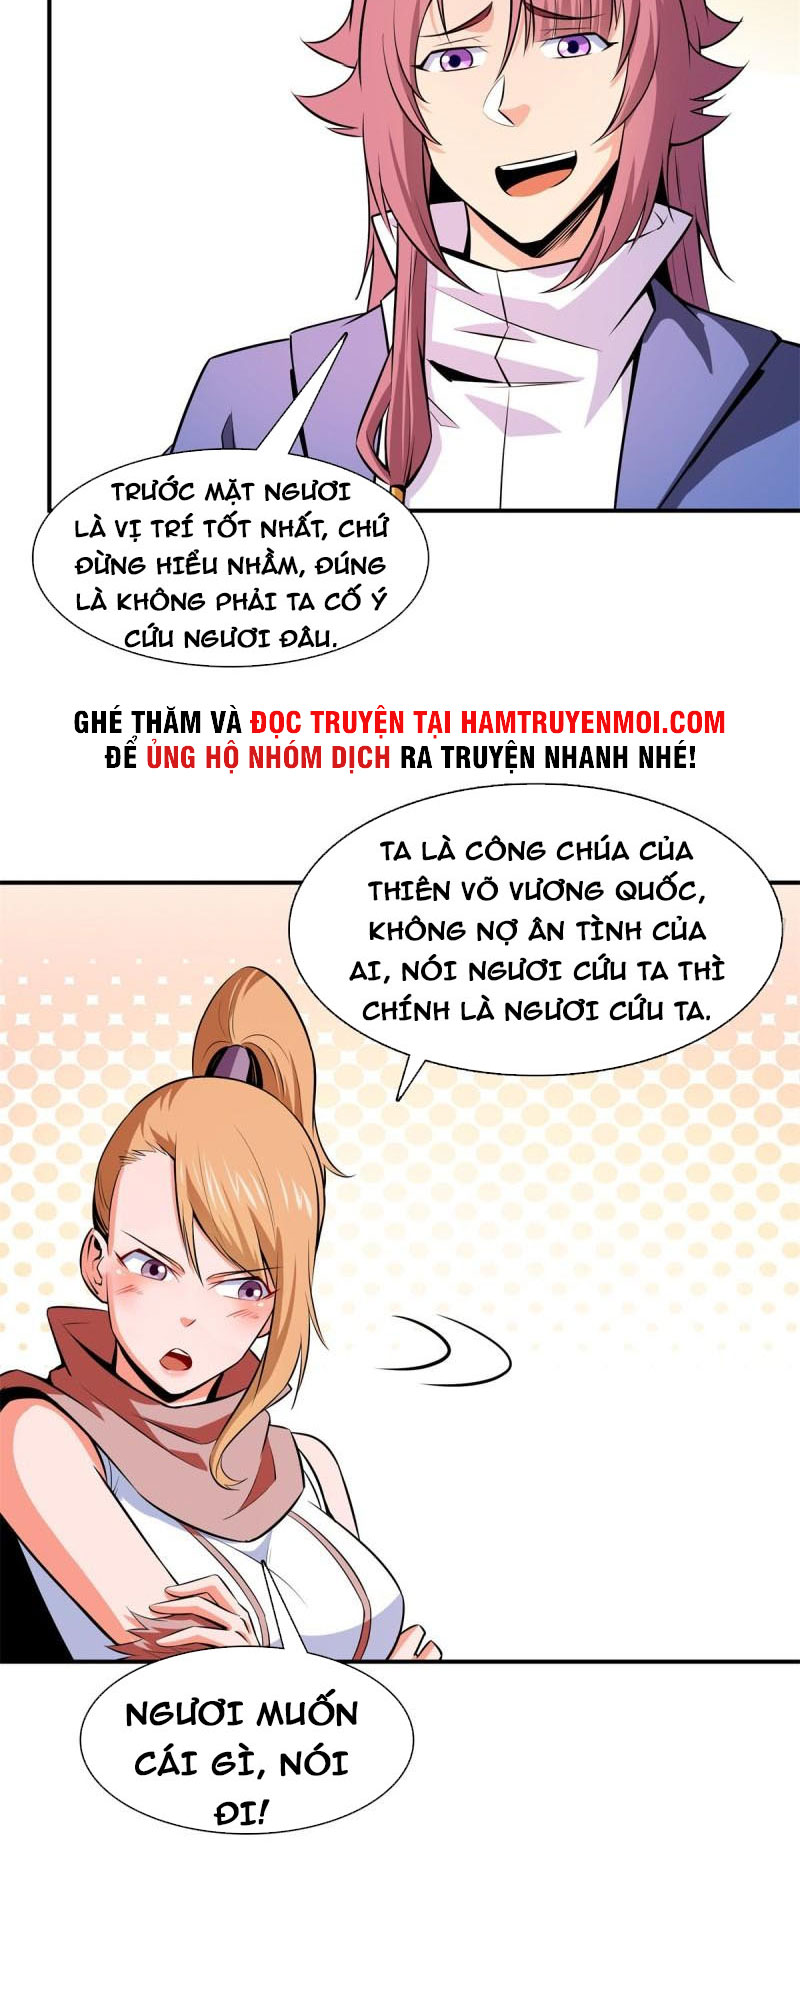 TRƯỚC MẶT NGƯƠI
LÀ VỊ TRÍ TỐT NHẤT, CHỨ
ĐỪNG HIỂU NHẦM, ĐÚNG
LÀ KHÔNG PHẢI TA CỐ Ý
CỨU NGƯƠI ĐÂU.
GHÉ THĂM VÀ ĐỌC TRUYỆN TẠI HAMTRUYENMOI.COM
ĐỂ ỦNG HỘ NHÓM DỊCH RA TRUYỆN NHANH NHÉ!
TA LÀ CÔNG CHÚA CỦA
THIÊN VÕ VƯƠNG QUỐC,
KHÔNG NỢ ÂN TÌNH CỦA
AI, NÓI NGƯƠI CỨU TA THÌ
CHÍNH LÀ NGƯƠI CỨU TA.
NGƯƠI MUỐN
CÁI GÌ, NÓI
ĐI!